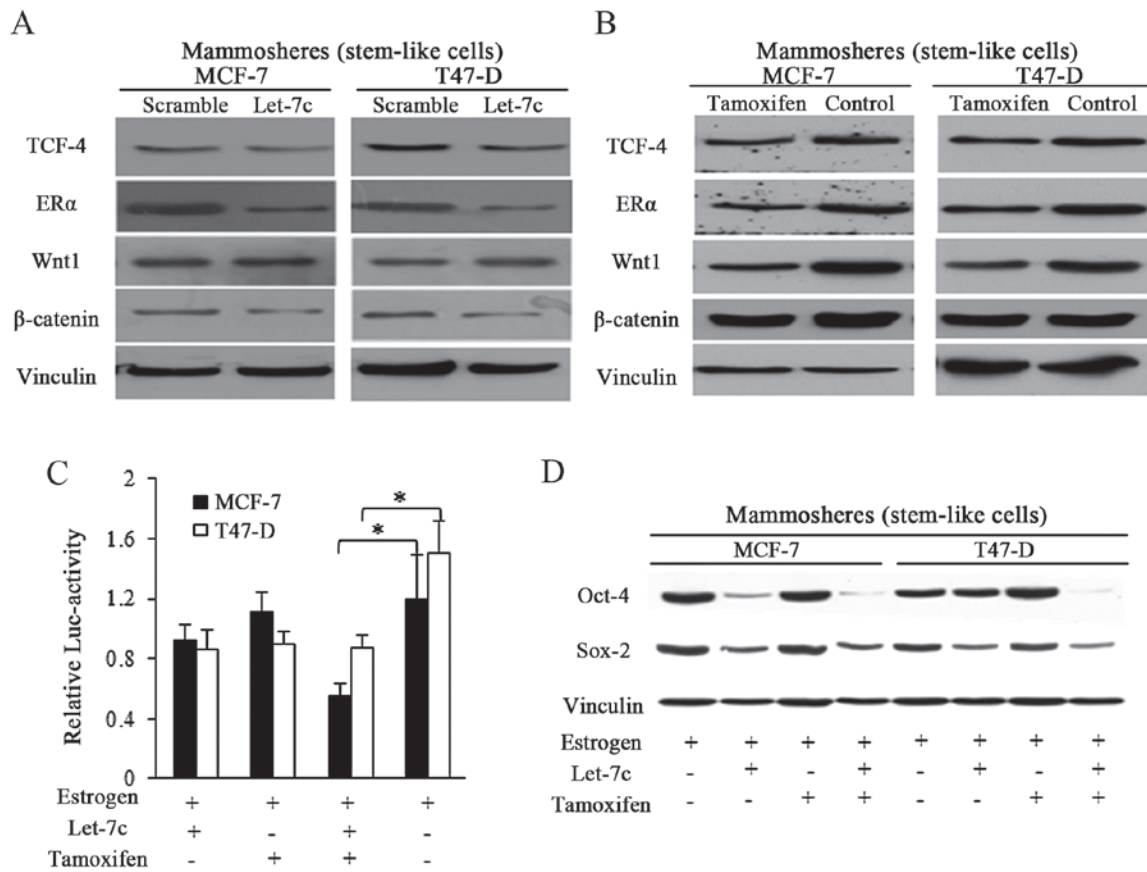 A
Mammosheres (stem-like cells)
MCF-7 T47-D
Scramble Let-7c Scramble Let-7c
TCF-4
ERα
Wnt1
β-catenin
Vinculin
B
Mammosheres (stem-like cells)
MCF-7 T47-D
Tamoxifen Control Tamoxifen Control
TCF-4
ERα
Wnt1
β-catenin
Vinculin
C
Relative Luc-activity
2
1.6
1.2
0.8
0.4
0
MCF-7
T47-D
* *
Estrogen + + + +
Let-7c + - + -
Tamoxifen - + + -
D
Mammosheres (stem-like cells)
MCF-7 T47-D
Oct-4
Sox-2
Vinculin
Estrogen + + + + + + + +
Let-7c - + - + - + - +
Tamoxifen - - + + - - + +